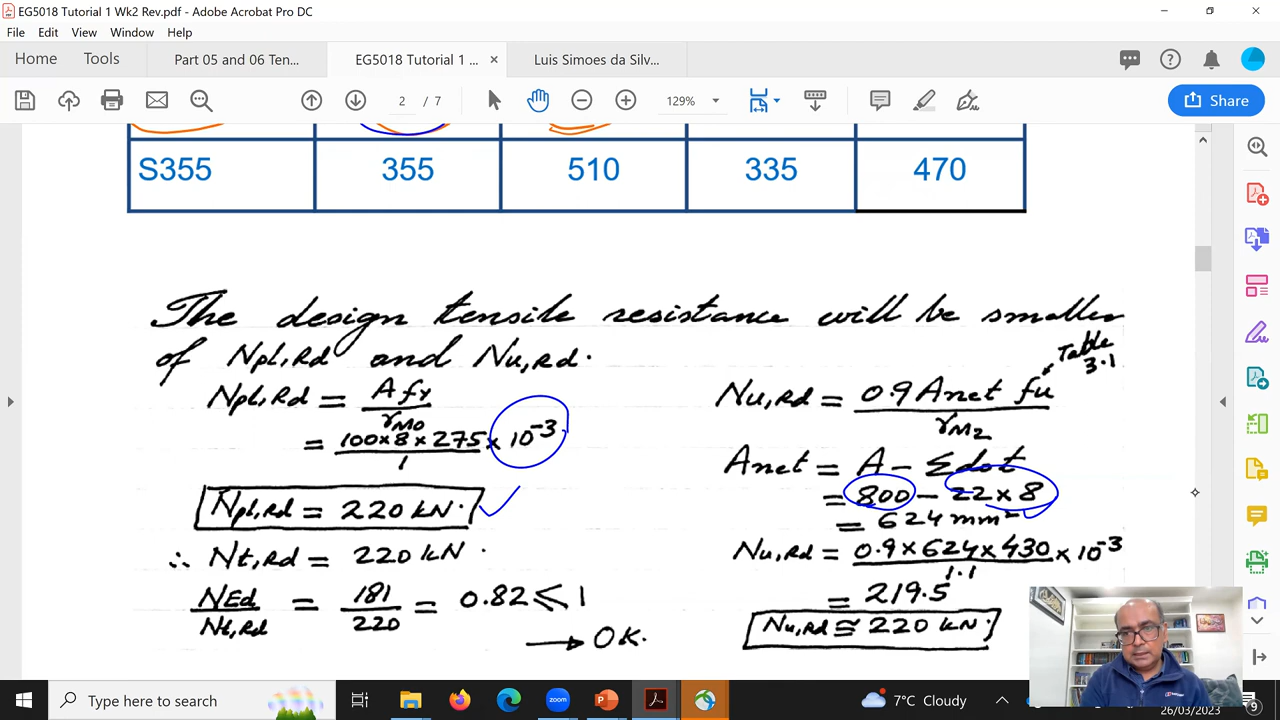 EG5018 Tutorial 1 Wk2 Rev.pdf - Adobe Acrobat Pro DC
File Edit View Window Help
Home Tools Part 05 and 06 Ten... EG5018 Tutorial 1 ... × Luis Simoes da Silv...
2 / 7 129% Share
S355 355 510 335 470
The design tensile resistance will be smaller
of Npl,Rd and Nu,Rd.
Table
3.1
Npl,Rd = A fy
γM0
= 100×8×275 × 10⁻³
1
Npl,Rd = 220 kN.
∴ Nt,Rd = 220 kN
NEd = 181 = 0.82 ≤ 1
Nt,Rd 220
→ OK.
Nu,Rd = 0.9 Anet fu
γM2
Anet = A - Σdot
= 800 - 22×8
= 624 mm²
Nu,Rd = 0.9×624×430 × 10⁻³
1.1
= 219.5
Nu,Rd ≅ 220 kN.
Type here to search
7°C Cloudy
26/03/2023
9